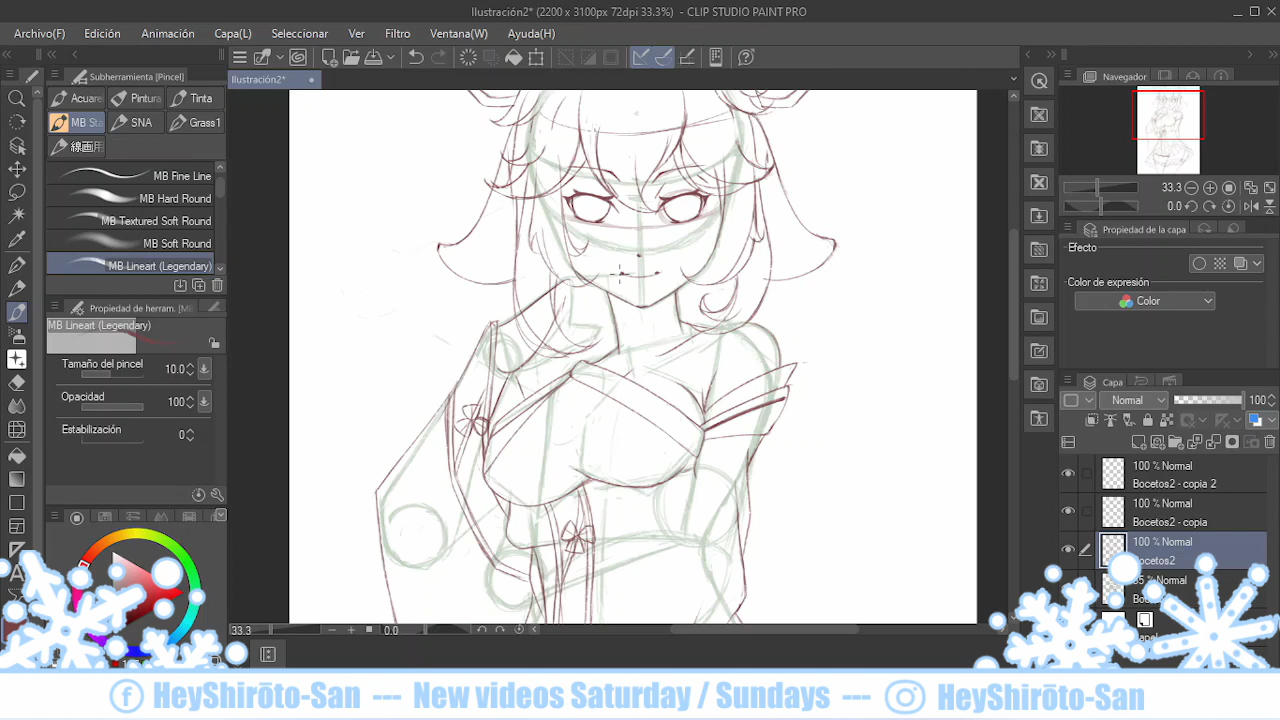 Ilustración2* (2200 x 3100px 72dpi 33.3%) - CLIP STUDIO PAINT PRO
Archivo(F) Edición Animación Capa(L) Seleccionar Ver Filtro Ventana(W) Ayuda(H)
Subherramienta [Pincel]
Ilustración2*
Navegador
Acuare Pintura Tinta
MB Sta SNA Grass1
線画用
MB Fine Line
MB Hard Round
MB Textured Soft Round
MB Soft Round
MB Lineart (Legendary)
Propiedad de herram. [MB
MB Lineart (Legendary)
Tamaño del pincel 10.0
Opacidad 100
Estabilización 0
33.3
0.0
Propiedad de la capa
Efecto
Color de expresión
Color
Capa
Normal 100
100 % Normal
Bocetos2 - copia 2
100 % Normal
Bocetos2 - copia
100 % Normal
Bocetos2
33.3 0.0
HeyShirōto-San --- New videos Saturday / Sundays --- HeyShirōto-San